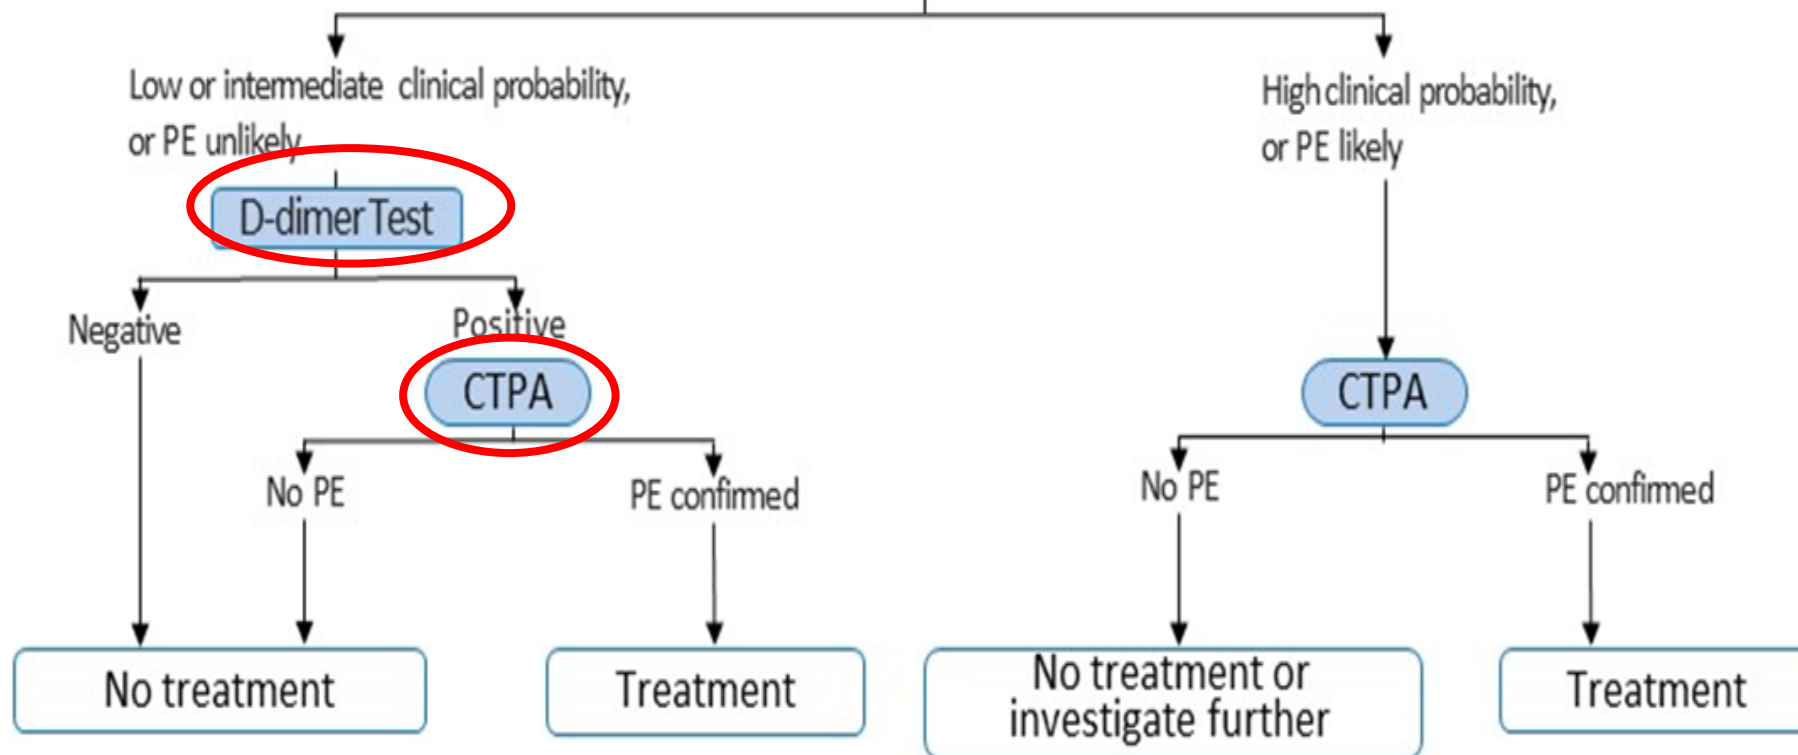 Low or intermediate clinical probability,
or PE unlikely
High clinical probability,
or PE likely
D-dimer Test
Negative
Positive
CTPA
CTPA
No PE
PE confirmed
No PE
PE confirmed
No treatment
Treatment
No treatment or
investigate further
Treatment